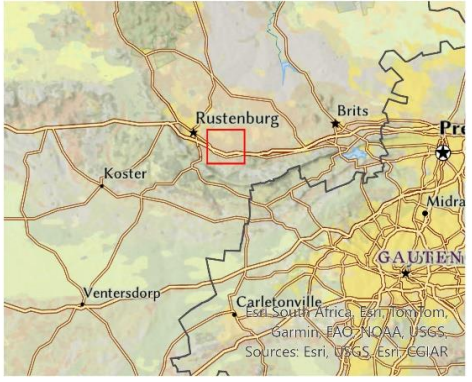 Rustenburg
Brits
Pre
Koster
Midra
GAUTEN
Ventersdorp
Carletonville
Esri South Africa, Esri, TomTom,
Garmin, FAO, NOAA, USGS,
Sources: Esri, USGS, Esri, CGIAR